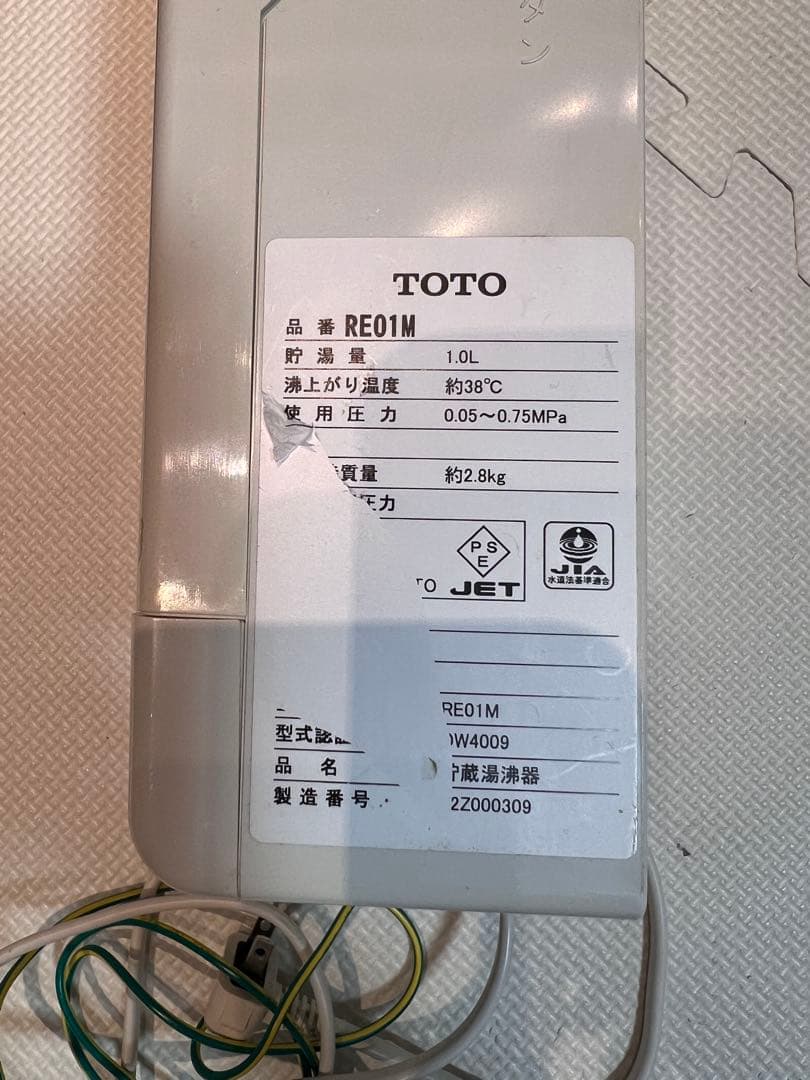 タン
TOTO
品番 RE01M
貯湯量 1.0L
沸上がり温度 約38℃
使用圧力 0.05～0.75MPa
質量 約2.8kg
圧力
PSE
TO JET
JIA
水道法基準適合
RE01M
型式認証 W4009
品名 貯蔵湯沸器
製造番号 2Z000309